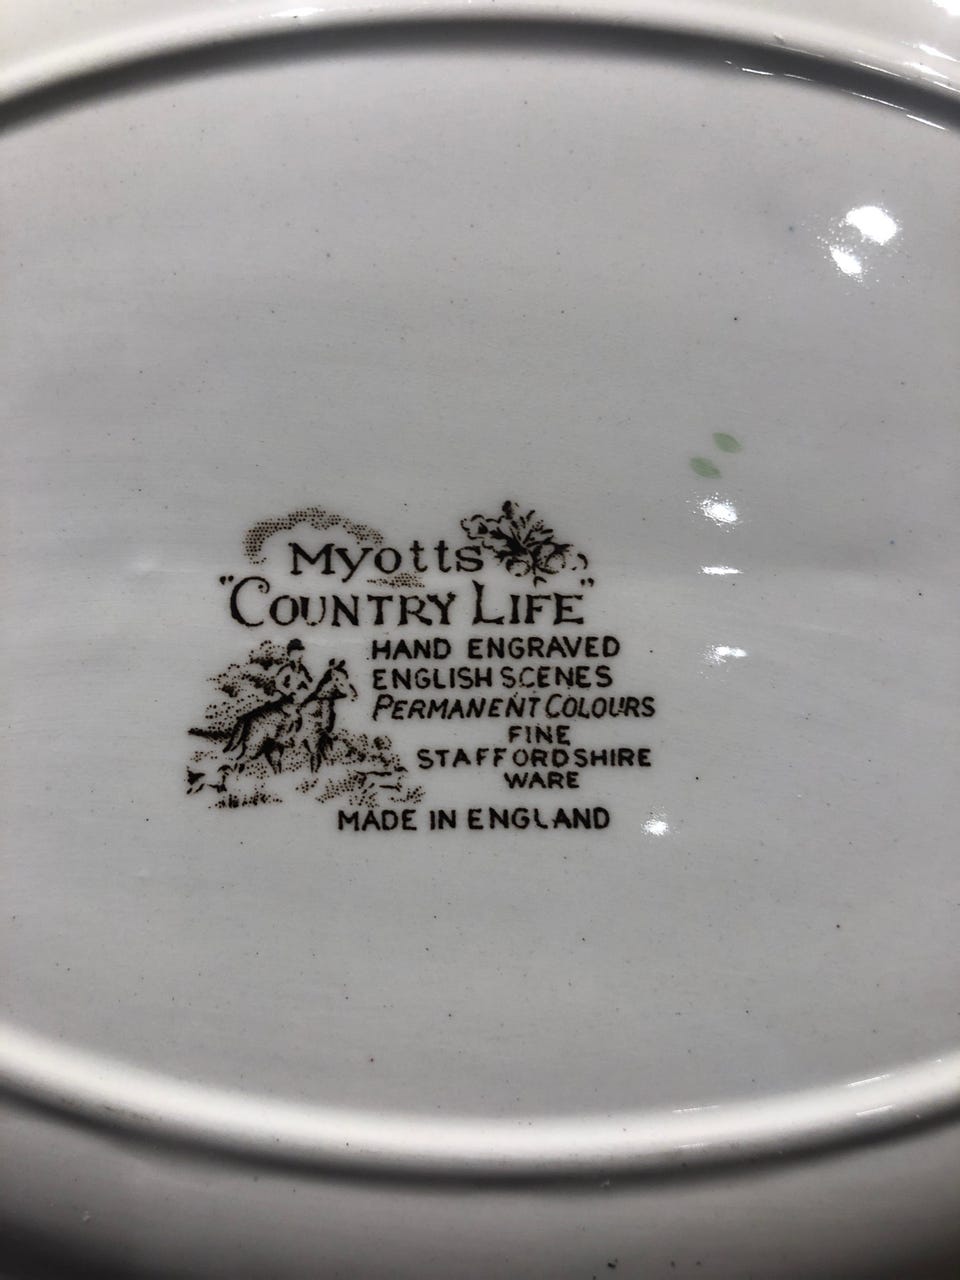 Myotts
"COUNTRY LIFE"
HAND ENGRAVED
ENGLISH SCENES
PERMANENT COLOURS
FINE
STAFFORDSHIRE
WARE
MADE IN ENGLAND